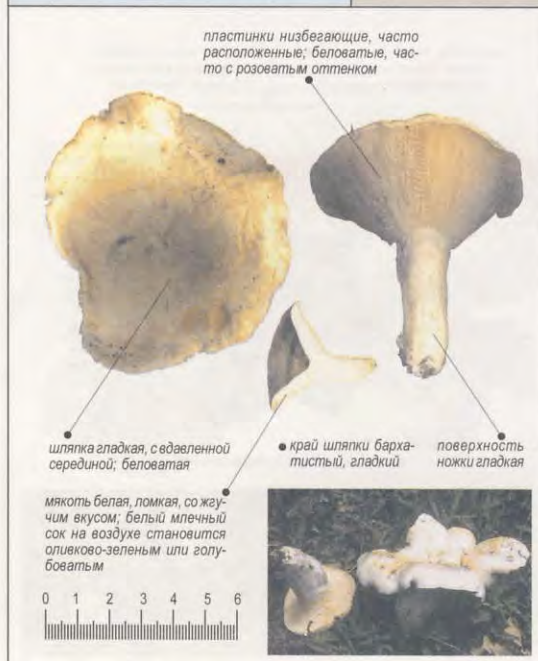 пластинки низбегающие, часто
расположенные; беловатые, час-
то с розоватым оттенком
шляпка гладкая, с вдавленной
серединой; беловатая
край шляпки барха-
тистый, гладкий
поверхность
ножки гладкая
мякоть белая, ломкая, со жгу-
чим вкусом; белый млечный
сок на воздухе становится
оливково-зеленым или голу-
боватым
0 1 2 3 4 5 6